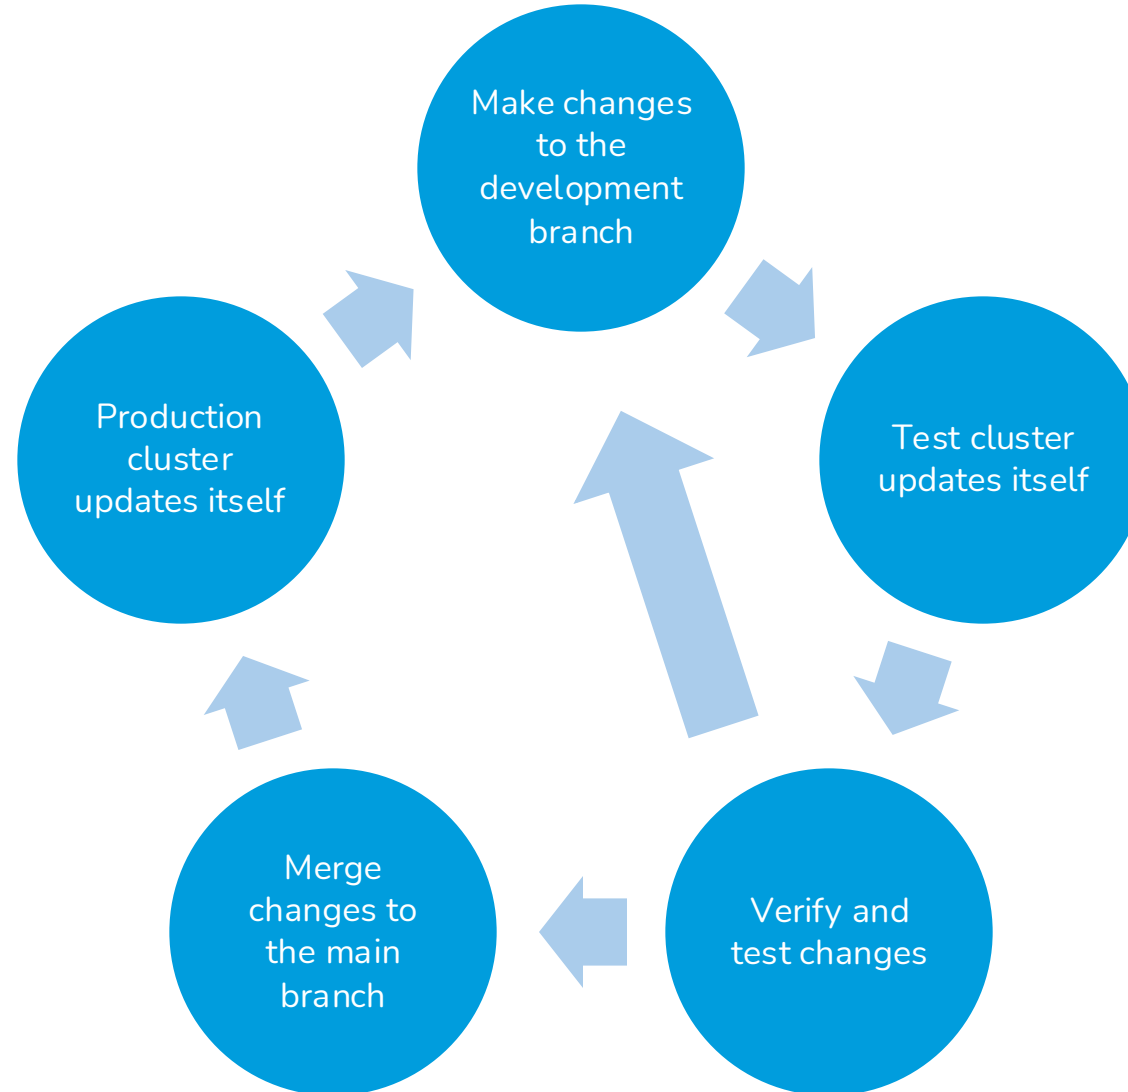 Make changes
to the
development
branch
Test cluster
updates itself
Verify and
test changes
Merge
changes to
the main
branch
Production
cluster
updates itself